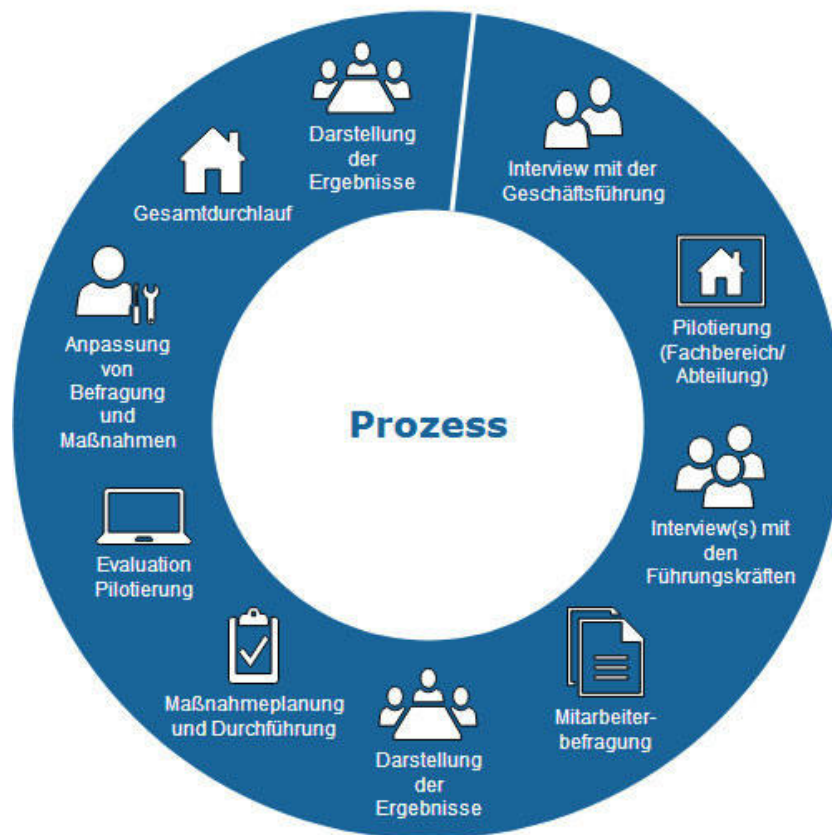 Interview mit der
Geschäftsführung
Pilotierung
(Fachbereich/
Abteilung)
Interview(s) mit
den
Führungskräften
Mitarbeiter-
befragung
Darstellung
der
Ergebnisse
Maßnahmeplanung
und Durchführung
Evaluation
Pilotierung
Anpassung
von
Befragung
und
Maßnahmen
Gesamtdurchlauf
Darstellung
der
Ergebnisse
Prozess